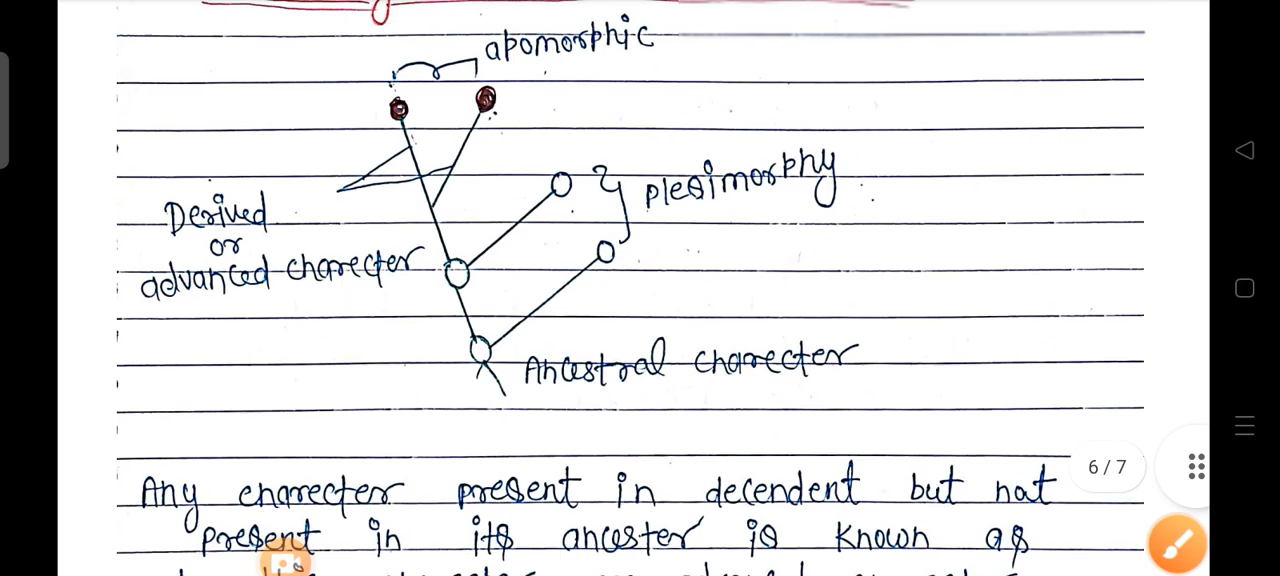 apomorphic
plesimorphy
Derived
or
advanced charecter
Ancestral charecter
Any charecter present in decendent but not
present in its ancester is known as
6/7